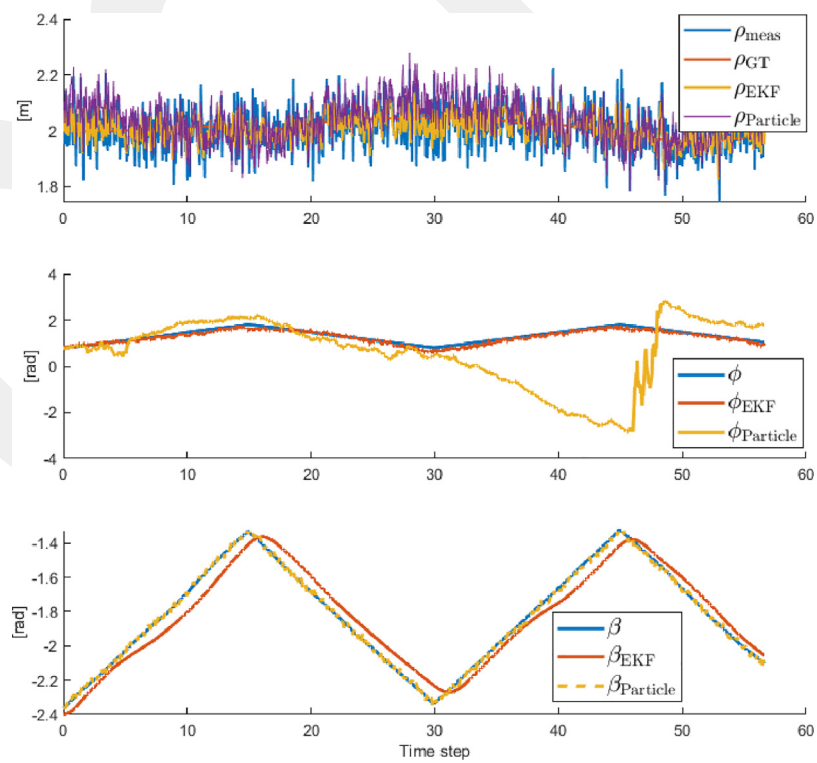 2.4
2.2
2
1.8
[m]
ρmeas
ρGT
ρEKF
ρParticle
0 10 20 30 40 50 60
4
2
0
-2
-4
[rad]
ϕ
ϕEKF
ϕParticle
0 10 20 30 40 50 60
-1.4
-1.6
-1.8
-2
-2.2
-2.4
[rad]
β
βEKF
βParticle
0 10 20 30 40 50 60
Time step